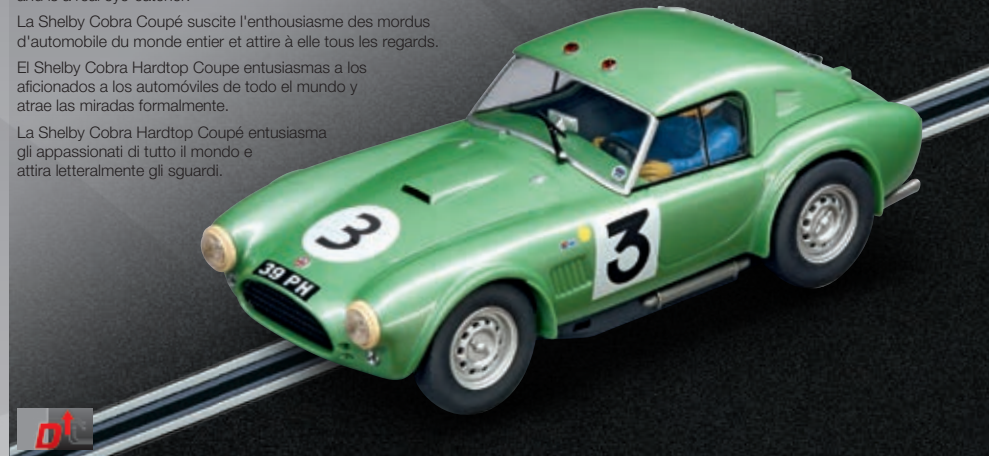 and is a real eye-catcher.
La Shelby Cobra Coupé suscite l'enthousiasme des mordus
d'automobile du monde entier et attire à elle tous les regards.
El Shelby Cobra Hardtop Coupe entusiasmas a los
aficionados a los automóviles de todo el mundo y
atrae las miradas formalmente.
La Shelby Cobra Hardtop Coupé entusiasma
gli appassionati di tutto il mondo e
attira letteralmente gli sguardi.
3
3
39 PH
D